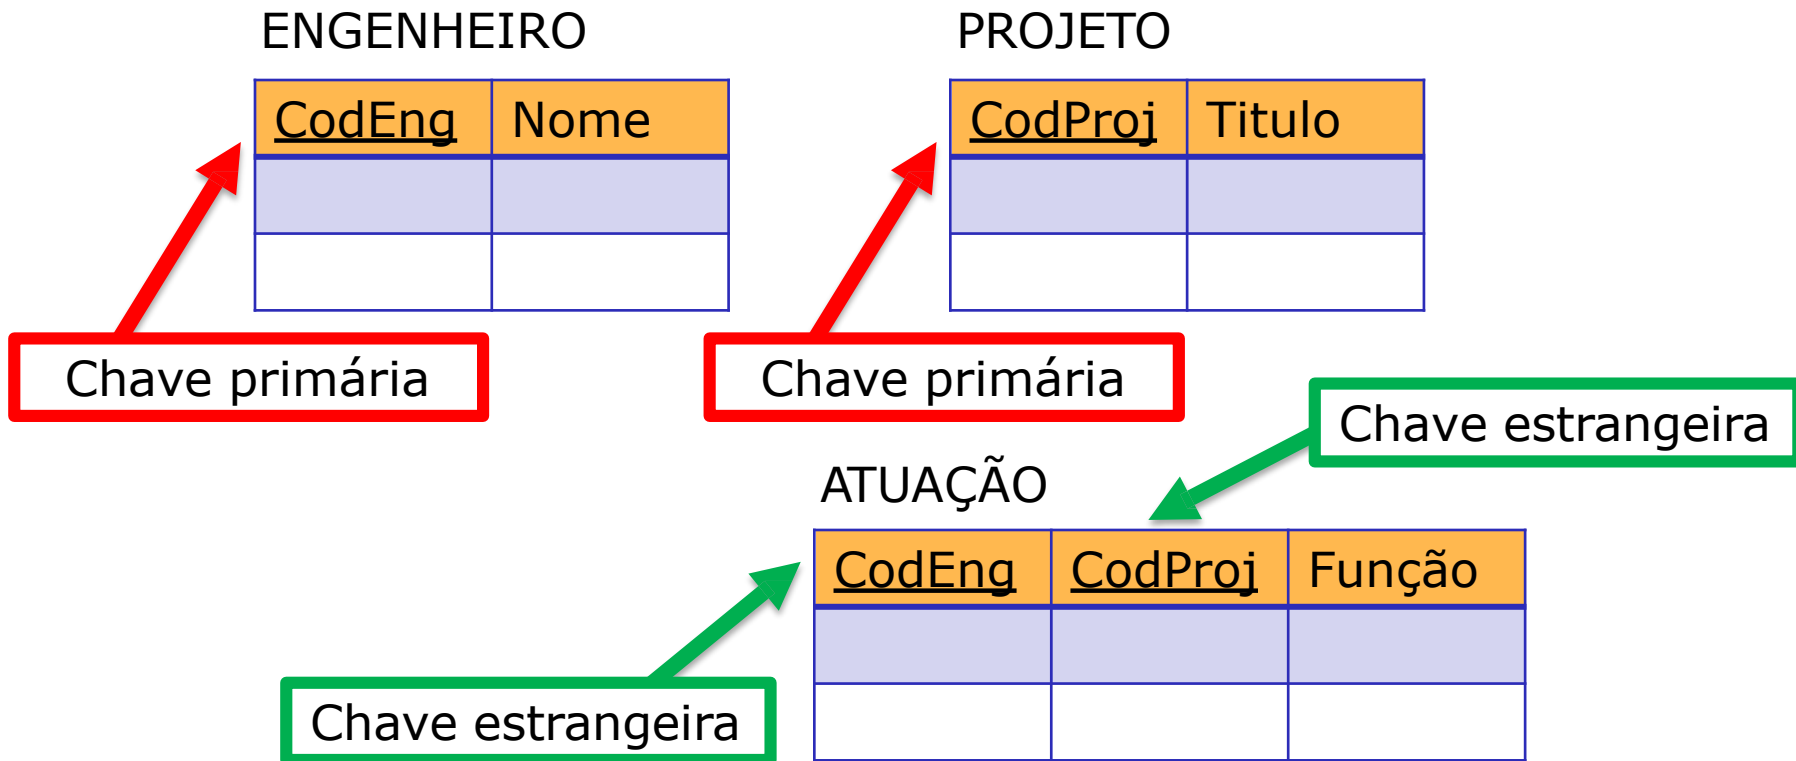 ENGENHEIRO
CodEng Nome
Chave primária
PROJETO
CodProj Titulo
Chave primária
Chave estrangeira
ATUAÇÃO
CodEng CodProj Função
Chave estrangeira